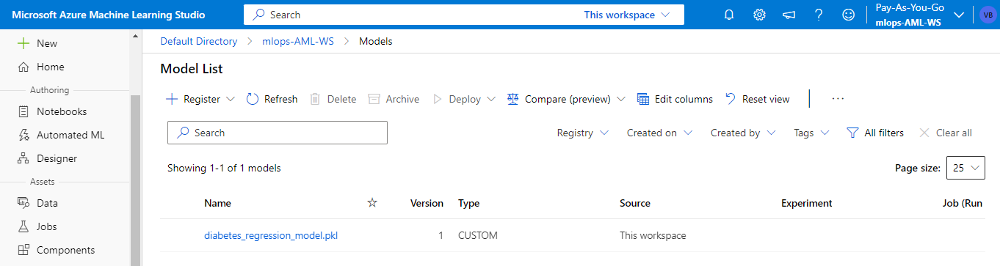 Microsoft Azure Machine Learning Studio
Search
This workspace
Pay-As-You-Go
mlops-AML-WS
VB
New
Home
Authoring
Notebooks
Automated ML
Designer
Assets
Data
Jobs
Components
Default Directory > mlops-AML-WS > Models
Model List
Register Refresh Delete Archive Deploy Compare (preview) Edit columns Reset view ...
Search
Registry Created on Created by Tags All filters Clear all
Showing 1-1 of 1 models
Page size: 25
Name Version Type Source Experiment Job (Run
diabetes_regression_model.pkl 1 CUSTOM This workspace